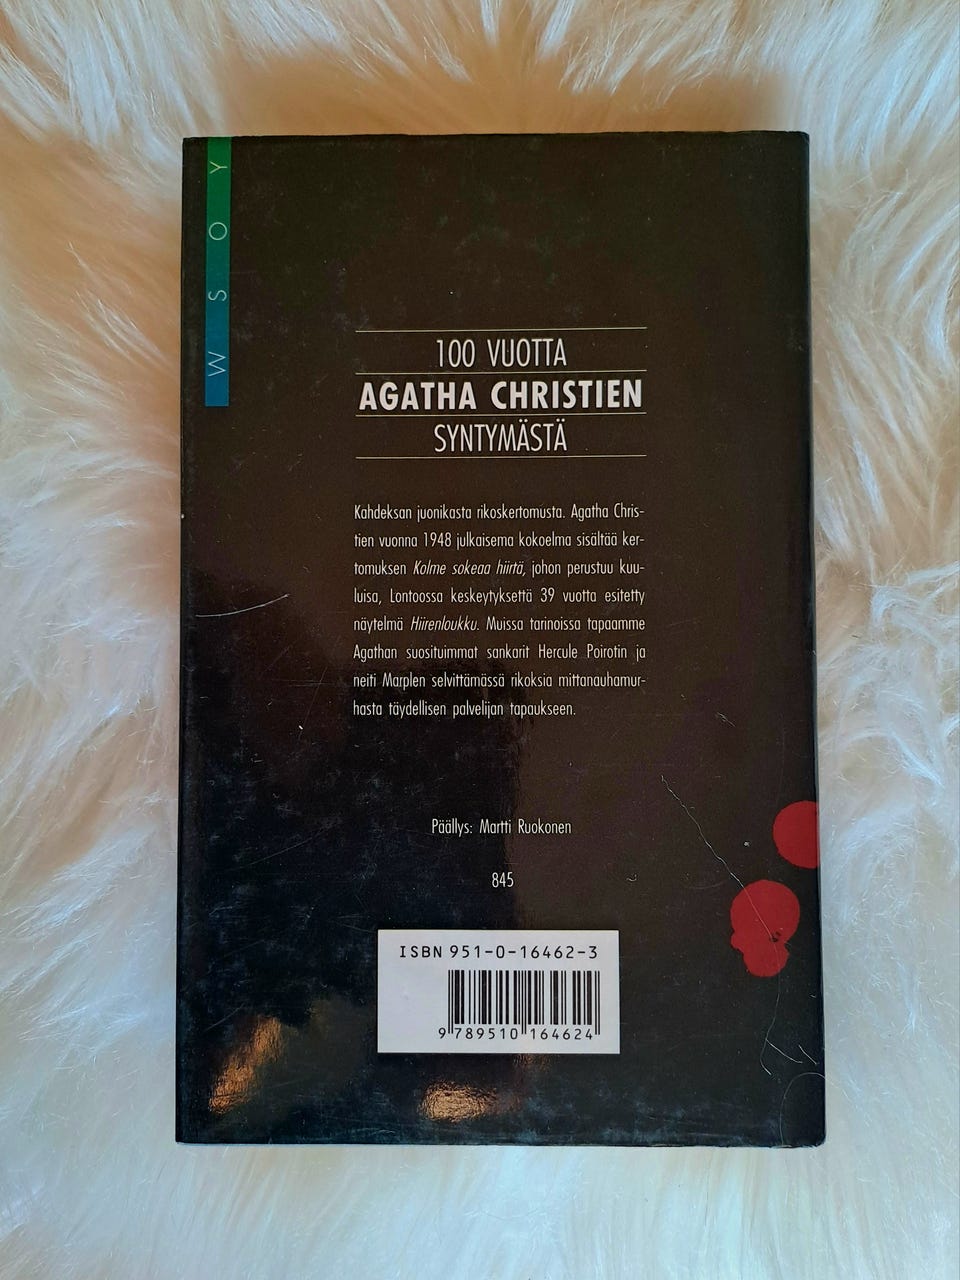 WSOY
100 VUOTTA
AGATHA CHRISTIEN
SYNTYMÄSTÄ
Kahdeksan juonikasta rikoskertomusta. Agatha Chris-
tien vuonna 1948 julkaisema kokoelma sisältää ker-
tomuksen Kolme sokeaa hiirtä, johon perustuu kuu-
luisa, Lontoossa keskeytyksettä 39 vuotta esitetty
näytelmä Hiirenloukku. Muissa tarinoissa tapaamme
Agathan suosituimmat sankarit Hercule Poirotin ja
neiti Marplen selvittämässä rikoksia mittanauhamur-
hasta täydellisen palvelijan tapaukseen.
Päällys: Martti Ruokonen
845
ISBN 951-0-16462-3
9 789510 164624